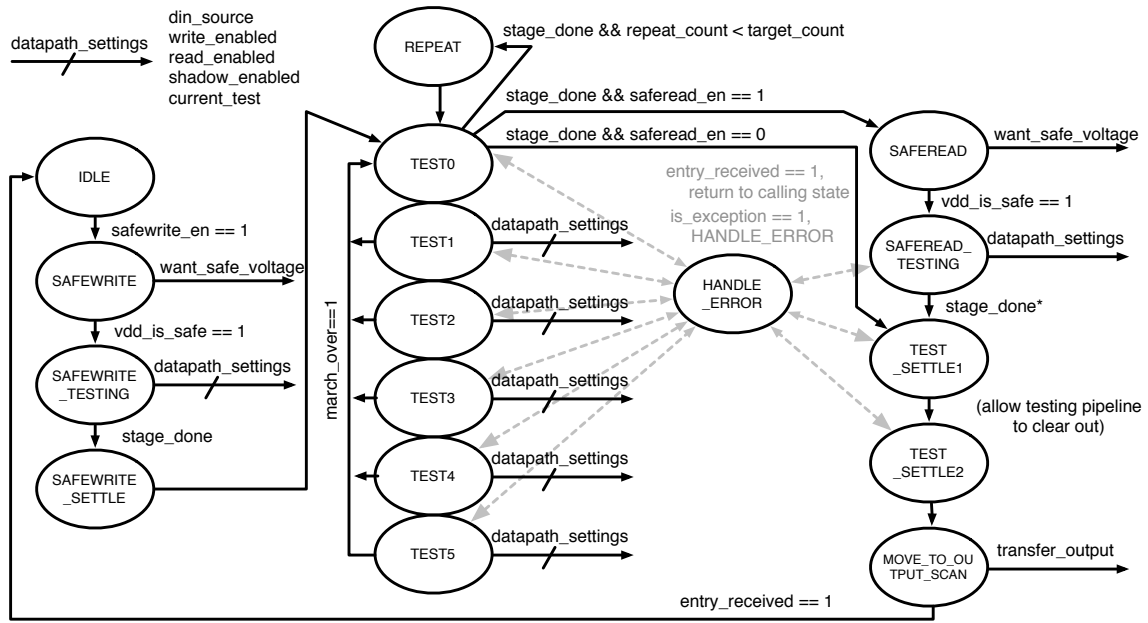 din_source
write_enabled
read_enabled
shadow_enabled
current_test
datapath_settings
REPEAT
stage_done && repeat_count < target_count
stage_done && saferead_en == 1
stage_done && saferead_en == 0
IDLE
safewrite_en == 1
SAFEWRITE
want_safe_voltage
vdd_is_safe == 1
SAFEWRITE
_TESTING
datapath_settings
stage_done
SAFEWRITE
_SETTLE
march_over==1
TEST0
TEST1
datapath_settings
TEST2
datapath_settings
TEST3
datapath_settings
TEST4
datapath_settings
TEST5
datapath_settings
entry_received == 1,
return to calling state
is_exception == 1,
HANDLE_ERROR
HANDLE
_ERROR
SAFEREAD
want_safe_voltage
vdd_is_safe == 1
SAFEREAD_
TESTING
datapath_settings
stage_done*
TEST
_SETTLE1
(allow testing pipeline
to clear out)
TEST
_SETTLE2
MOVE_TO_OU
TPUT_SCAN
transfer_output
entry_received == 1